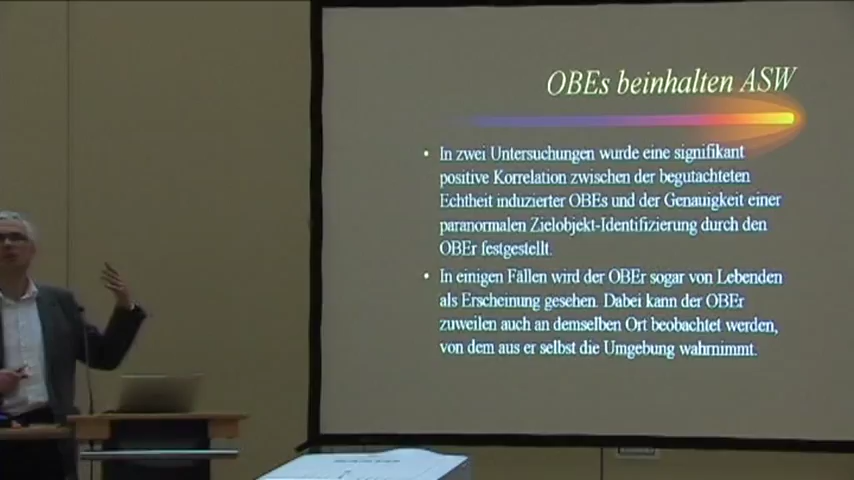 OBEs beinhalten ASW
• In zwei Untersuchungen wurde eine signifikant
positive Korrelation zwischen der begutachteten
Echtheit induzierter OBEs und der Genauigkeit einer
paranormalen Zielobjekt-Identifizierung durch den
OBEr festgestellt.
• In einigen Fällen wird der OBEr sogar von Lebenden
als Erscheinung gesehen. Dabei kann der OBEr
zuweilen auch an demselben Ort beobachtet werden,
von dem aus er selbst die Umgebung wahrnimmt.